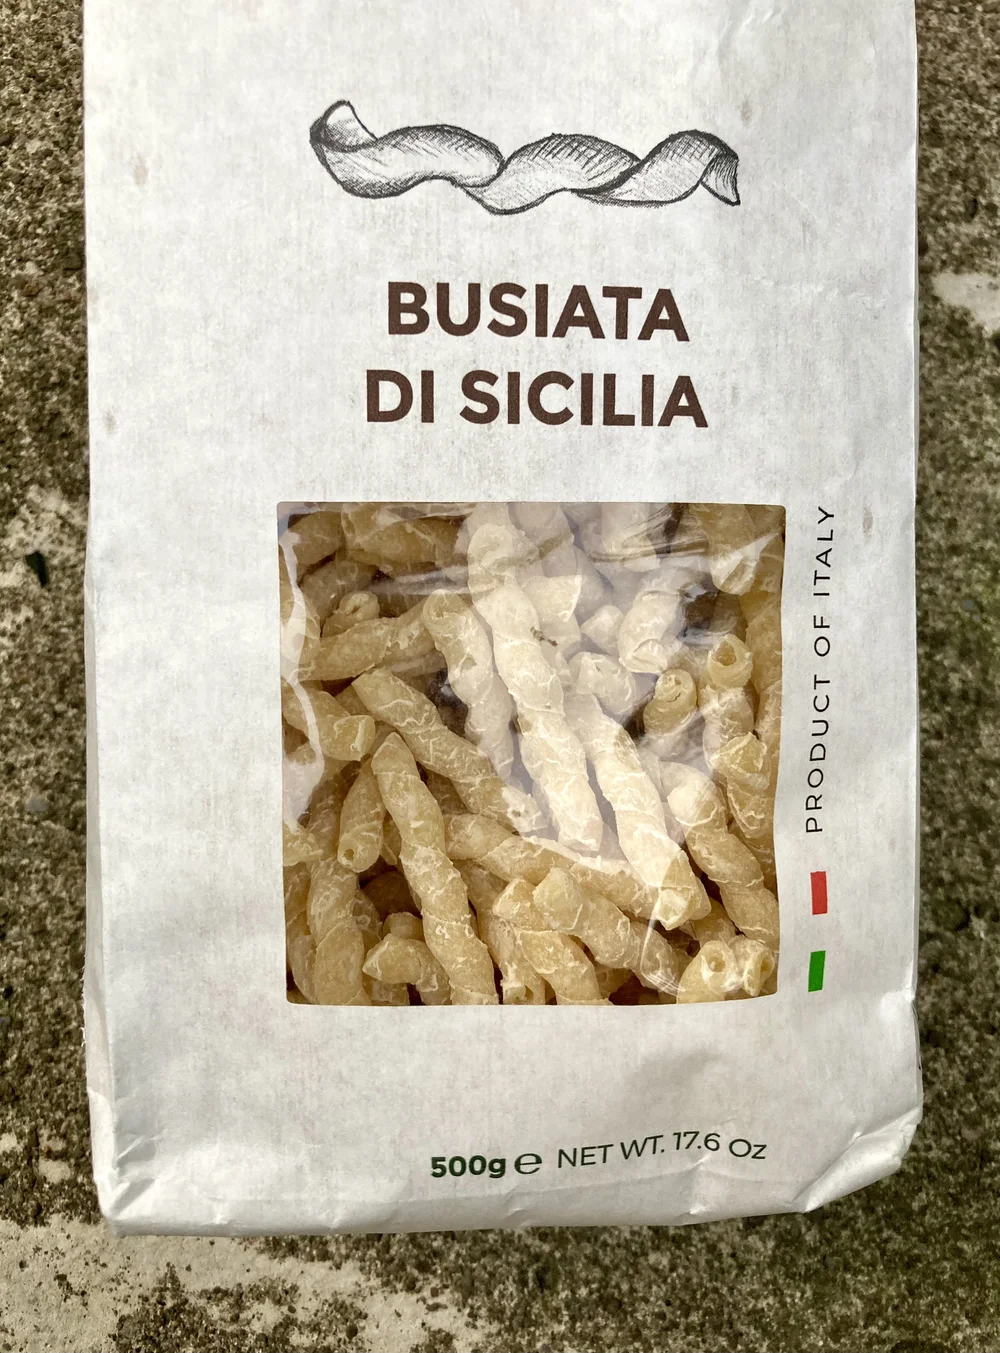 BUSIATA
DI SICILIA
PRODUCT OF ITALY
500g ℮ NET WT. 17.6 Oz